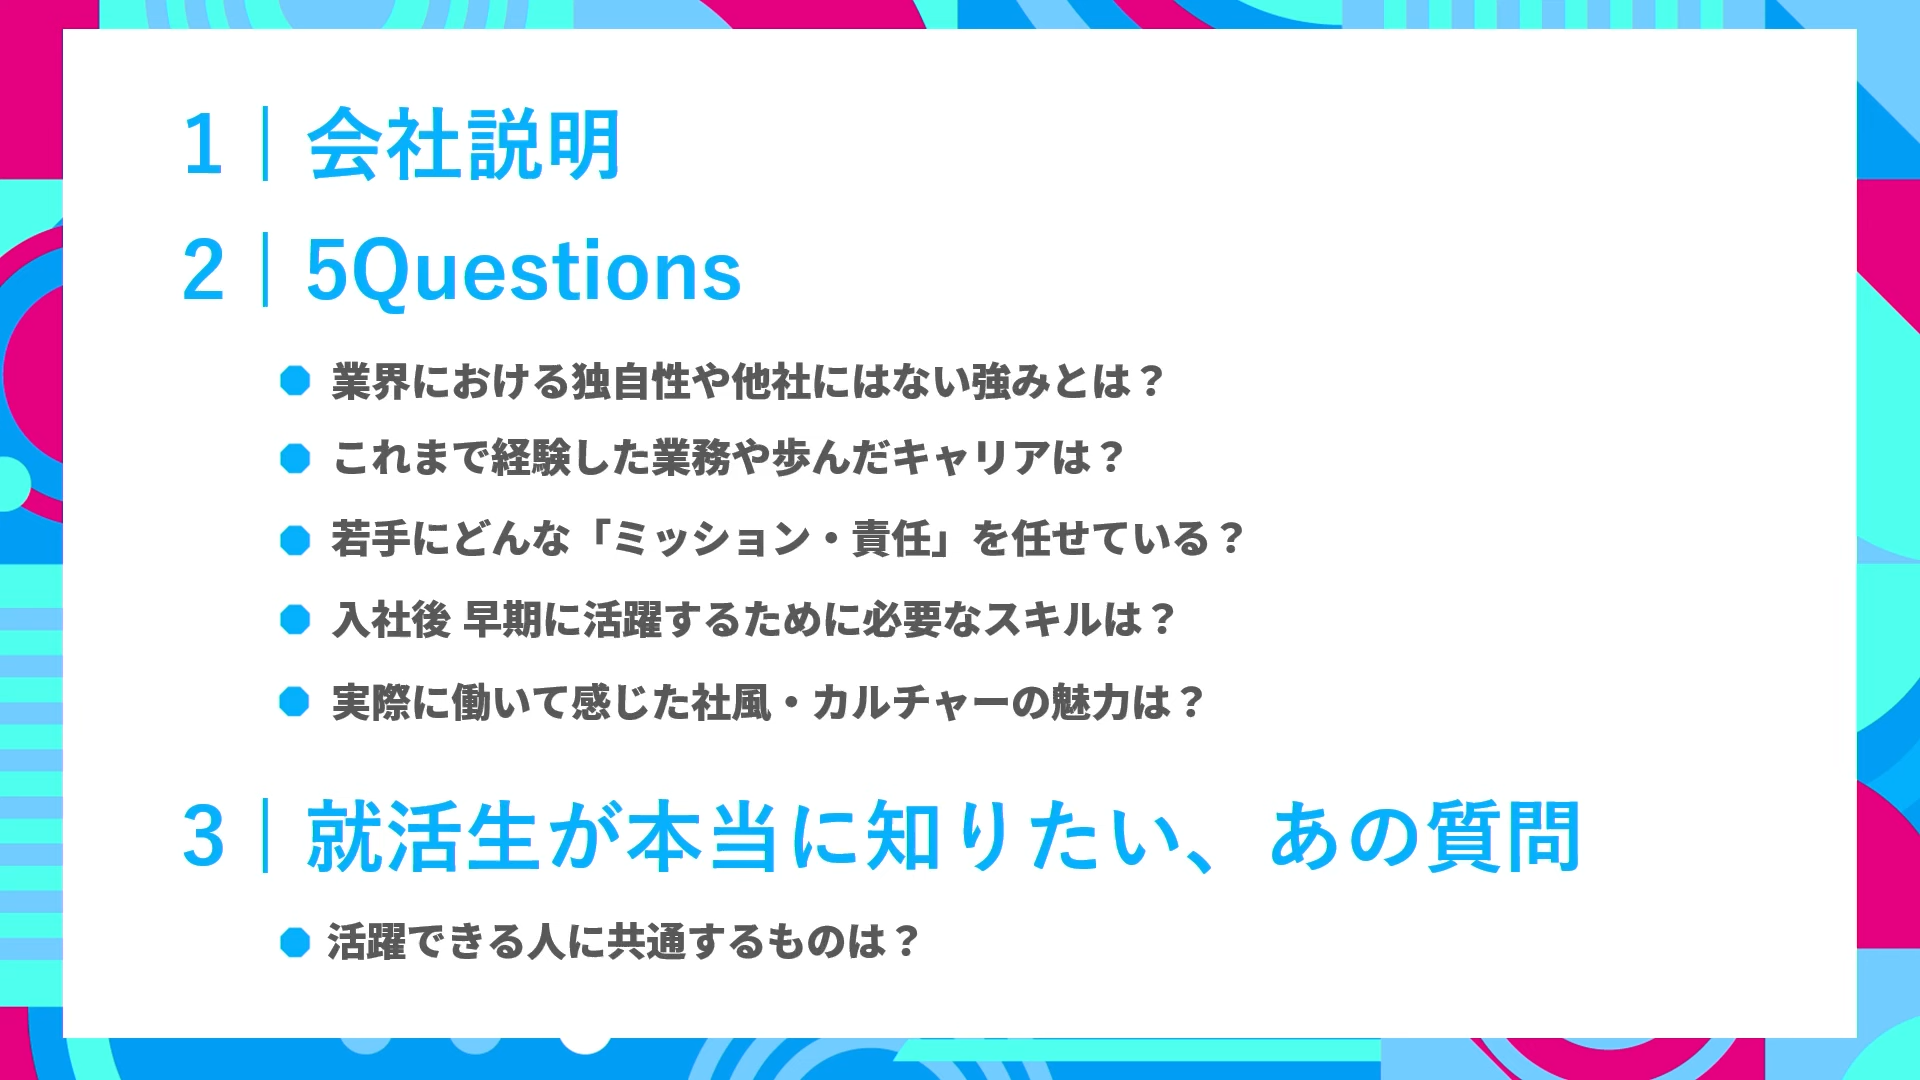 1｜会社説明
2｜5Questions
業界における独自性や他社にはない強みとは？
これまで経験した業務や歩んだキャリアは？
若手にどんな「ミッション・責任」を任せている？
入社後 早期に活躍するために必要なスキルは？
実際に働いて感じた社風・カルチャーの魅力は？
3｜就活生が本当に知りたい、あの質問
活躍できる人に共通するものは？